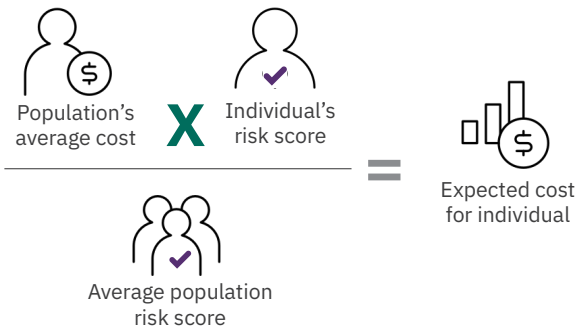 $
Population's
average cost
X
Individual's
risk score
=
$
Expected cost
for individual
Average population
risk score